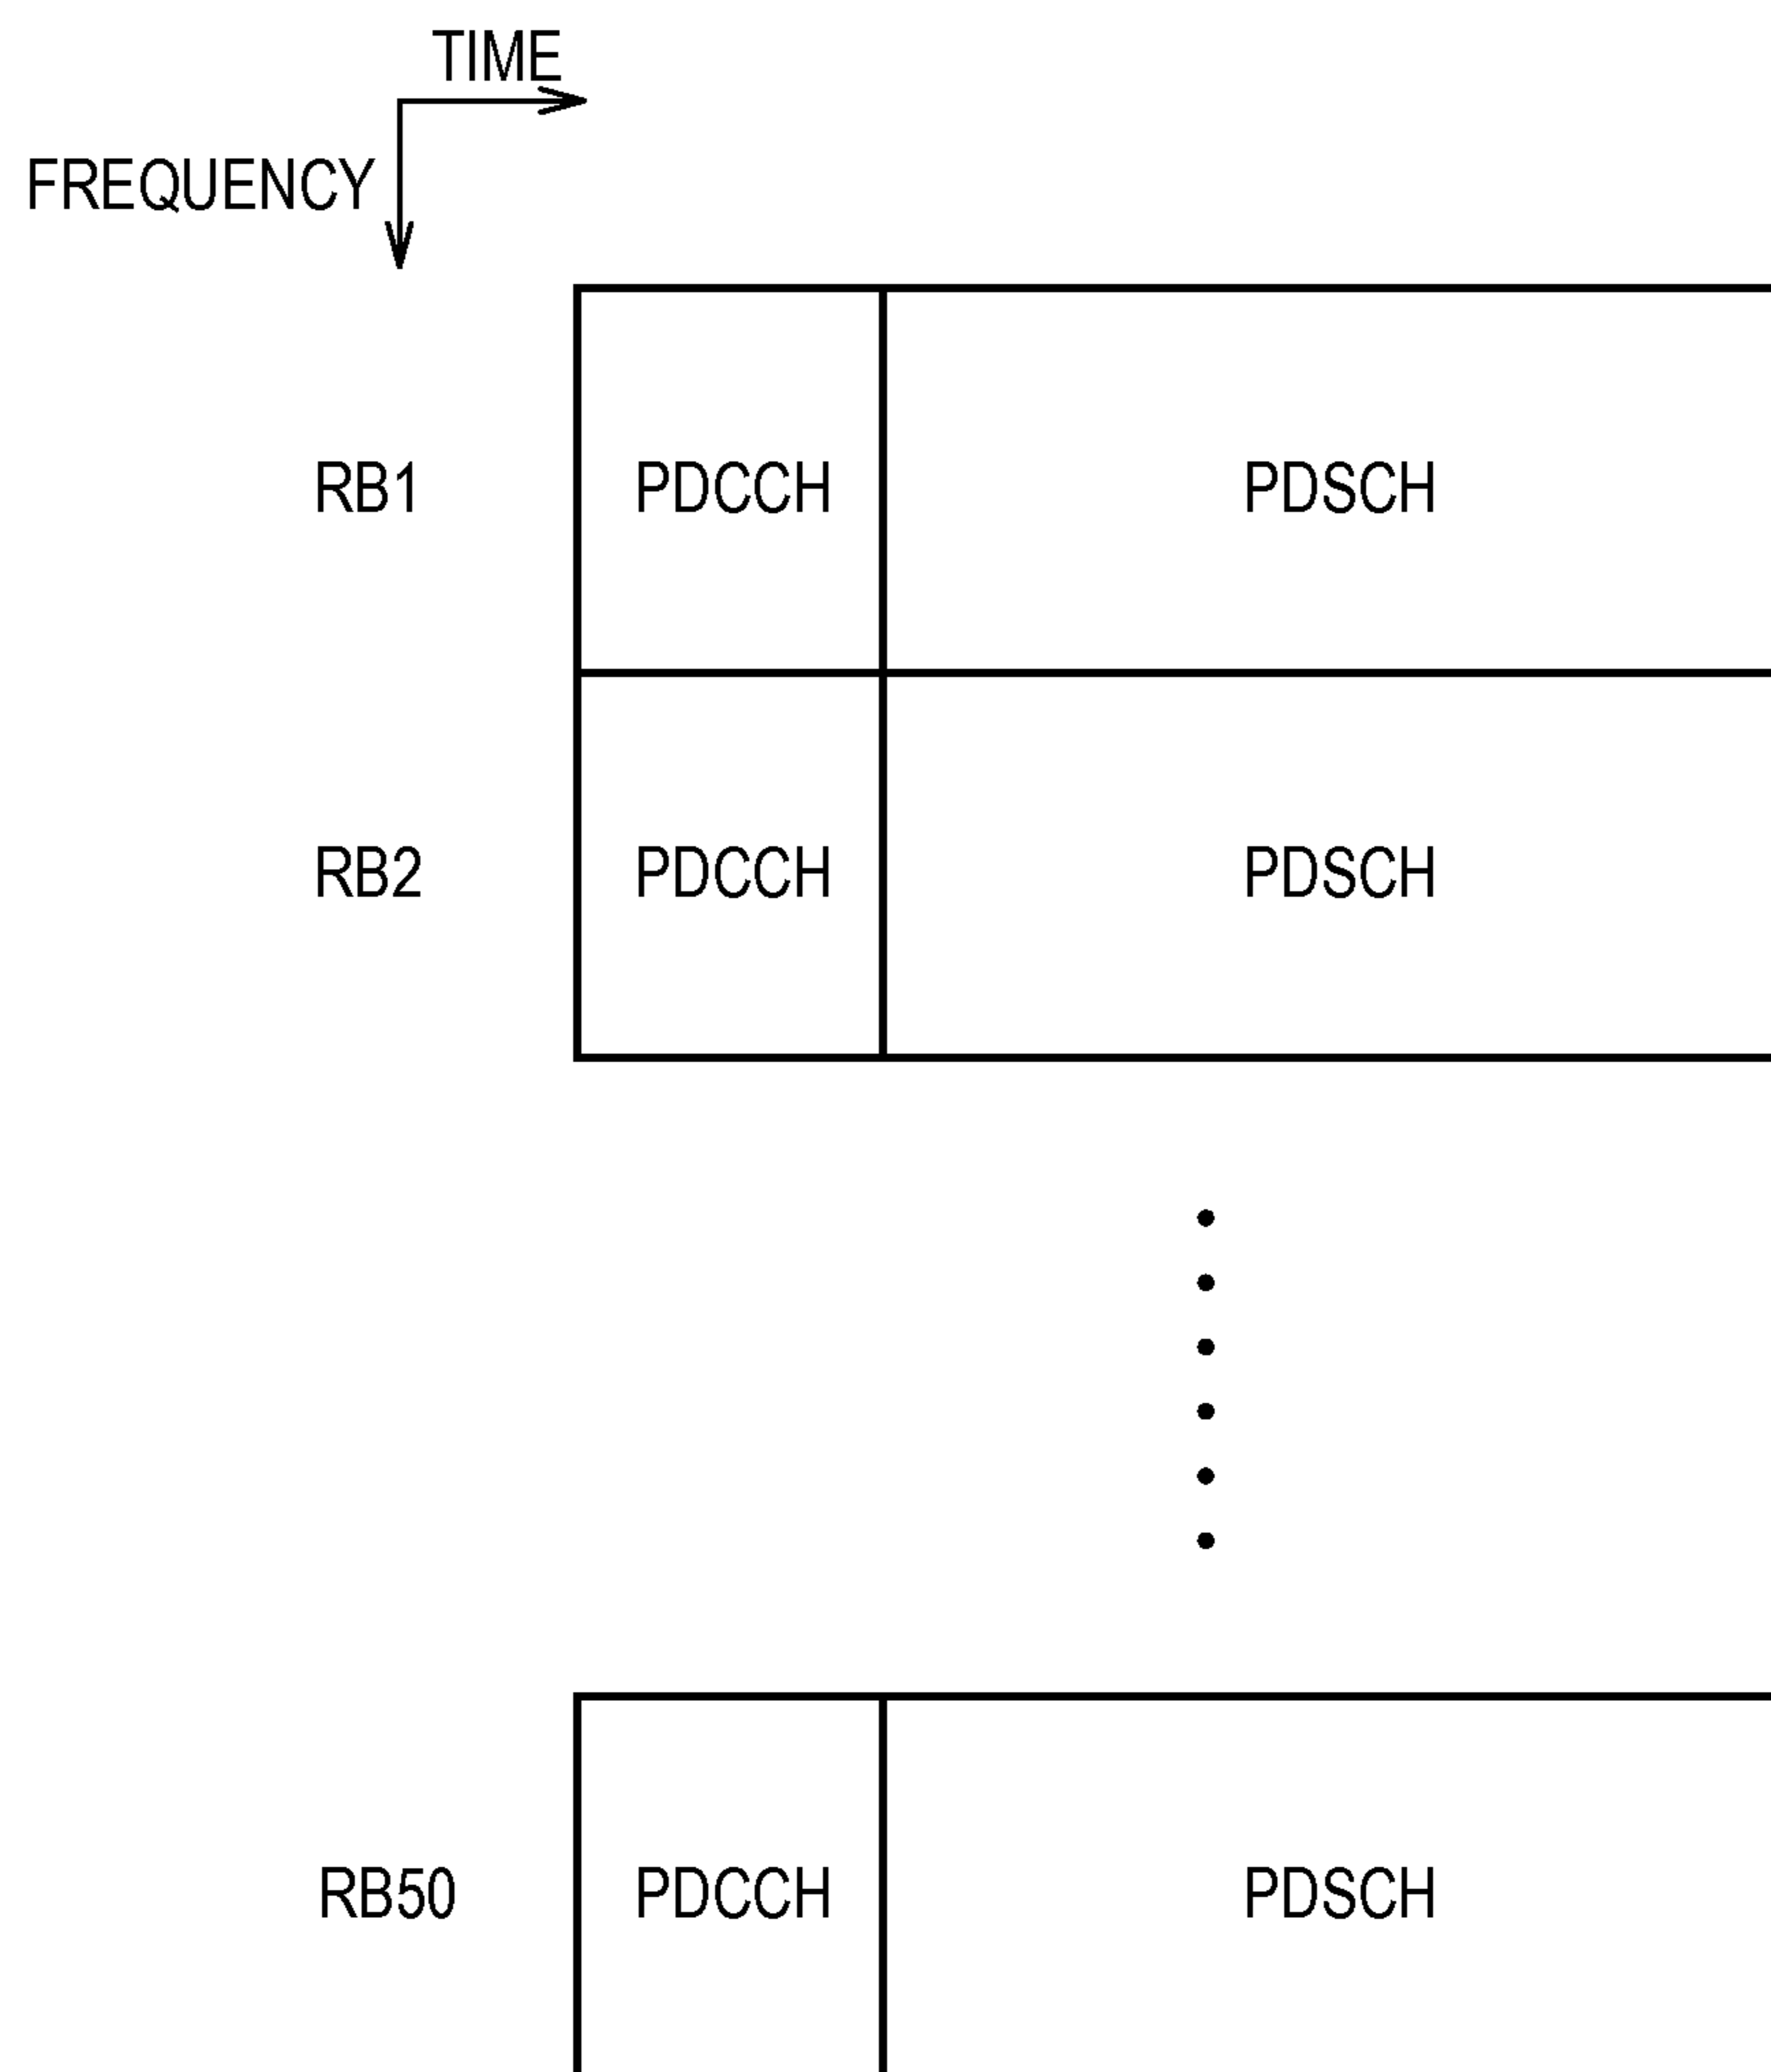 TIME
FREQUENCY
RB1 PDCCH PDSCH
RB2 PDCCH PDSCH
RB50 PDCCH PDSCH